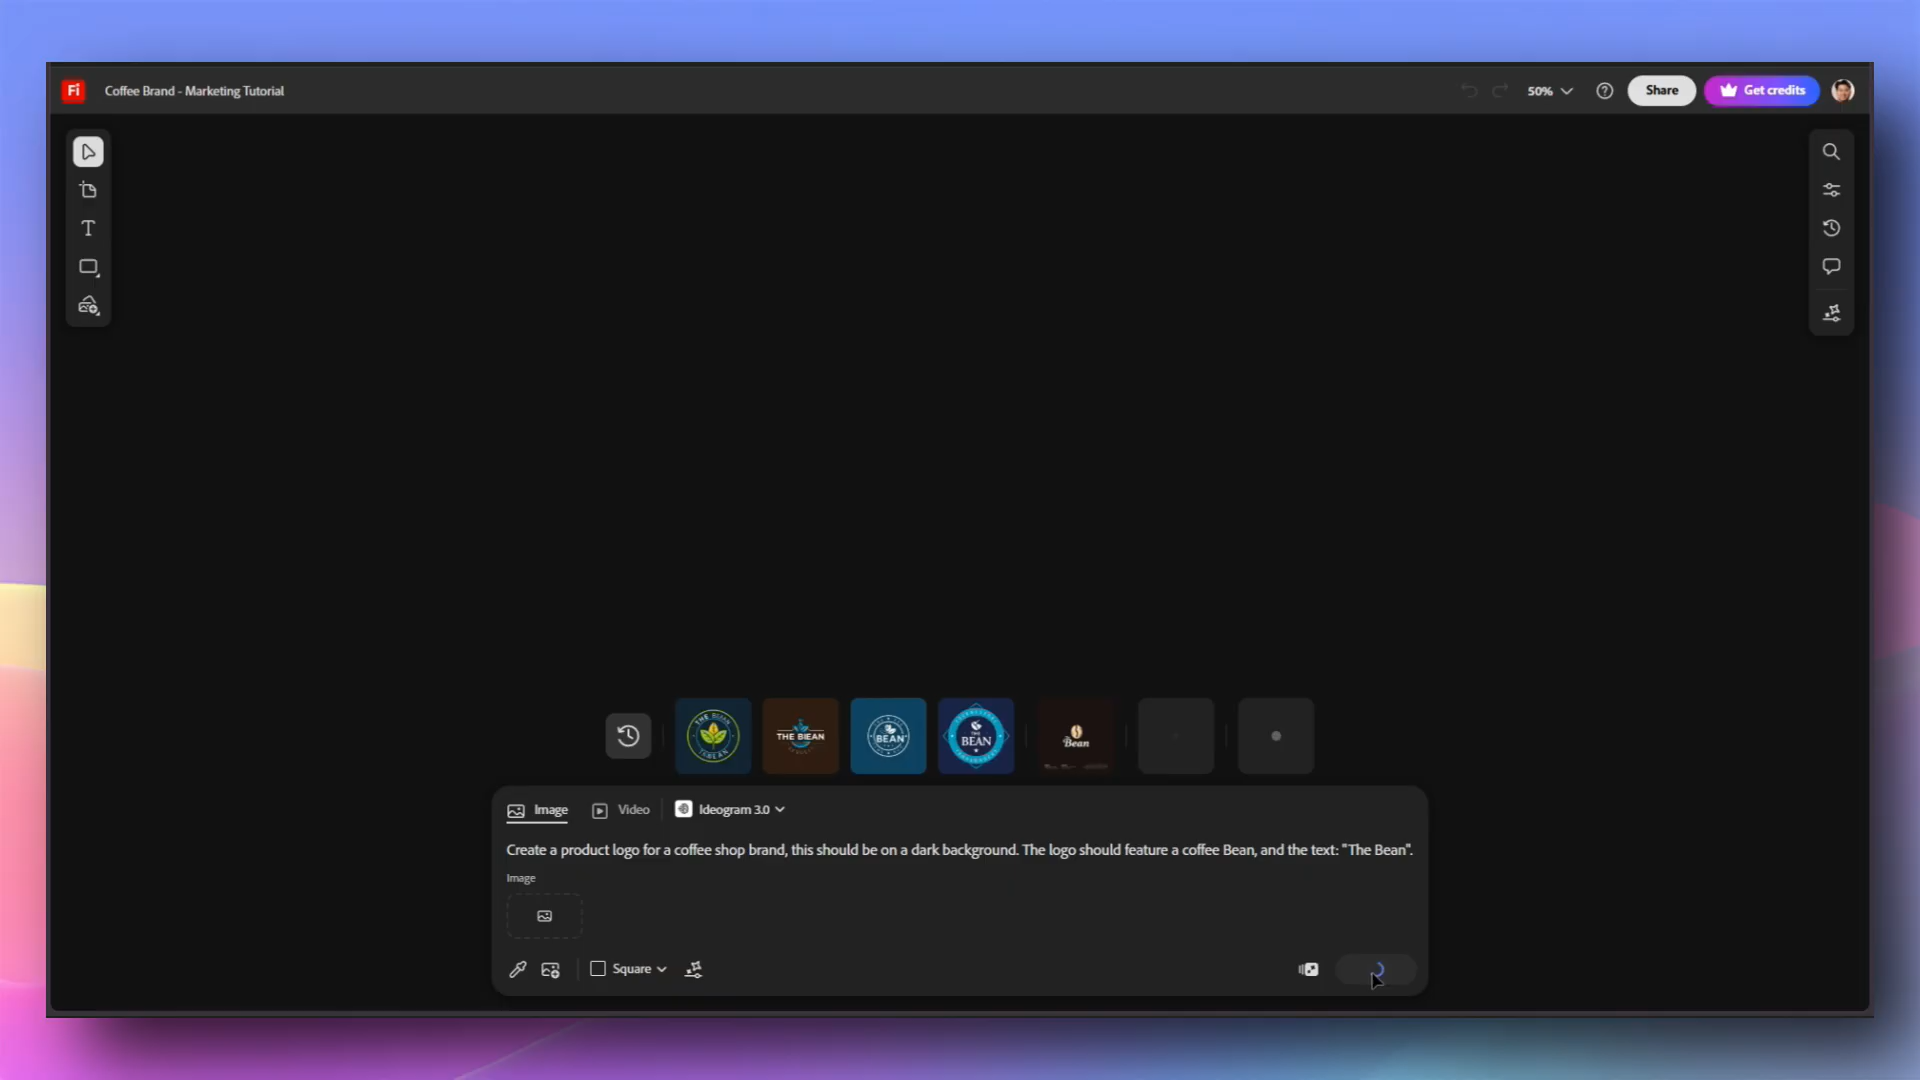 Fi
Coffee Brand - Marketing Tutorial
50%
Share
Get credits
THE BIEAN
BEAN
THE
BEAN
Bean
Image
Video
Ideogram 3.0
Create a product logo for a coffee shop brand, this should be on a dark background. The logo should feature a coffee Bean, and the text: "The Bean".
Image
Square